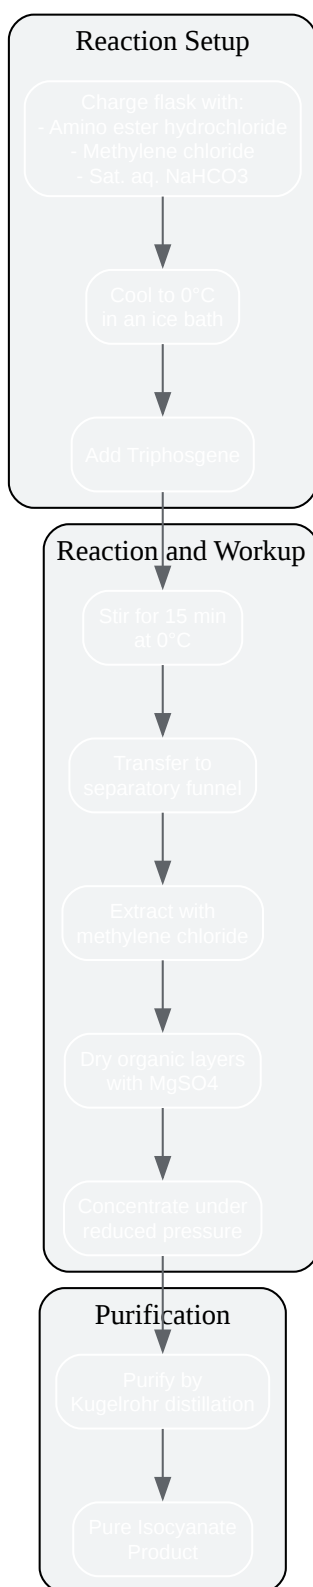 Reaction Setup
Charge flask with:
- Amino ester hydrochloride
- Methylene chloride
- Sat. aq. NaHCO3
Cool to 0°C
in an ice bath
Add Triphosgene
Reaction and Workup
Stir for 15 min
at 0°C
Transfer to
separatory funnel
Extract with
methylene chloride
Dry organic layers
with MgSO4
Concentrate under
reduced pressure
Purification
Purify by
Kugelrohr distillation
Pure Isocyanate
Product